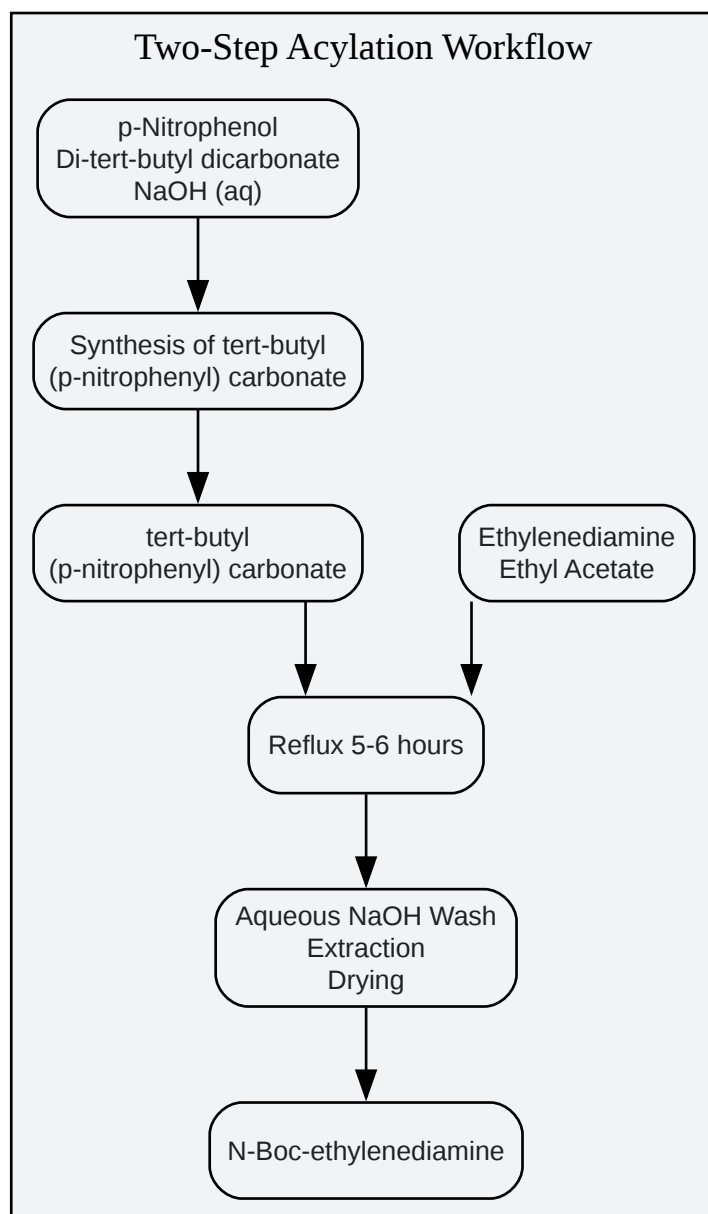 Two-Step Acylation Workflow
p-Nitrophenol
Di-tert-butyl dicarbonate
NaOH (aq)
Synthesis of tert-butyl
(p-nitrophenyl) carbonate
tert-butyl
(p-nitrophenyl) carbonate
Ethylenediamine
Ethyl Acetate
Reflux 5-6 hours
Aqueous NaOH Wash
Extraction
Drying
N-Boc-ethylenediamine